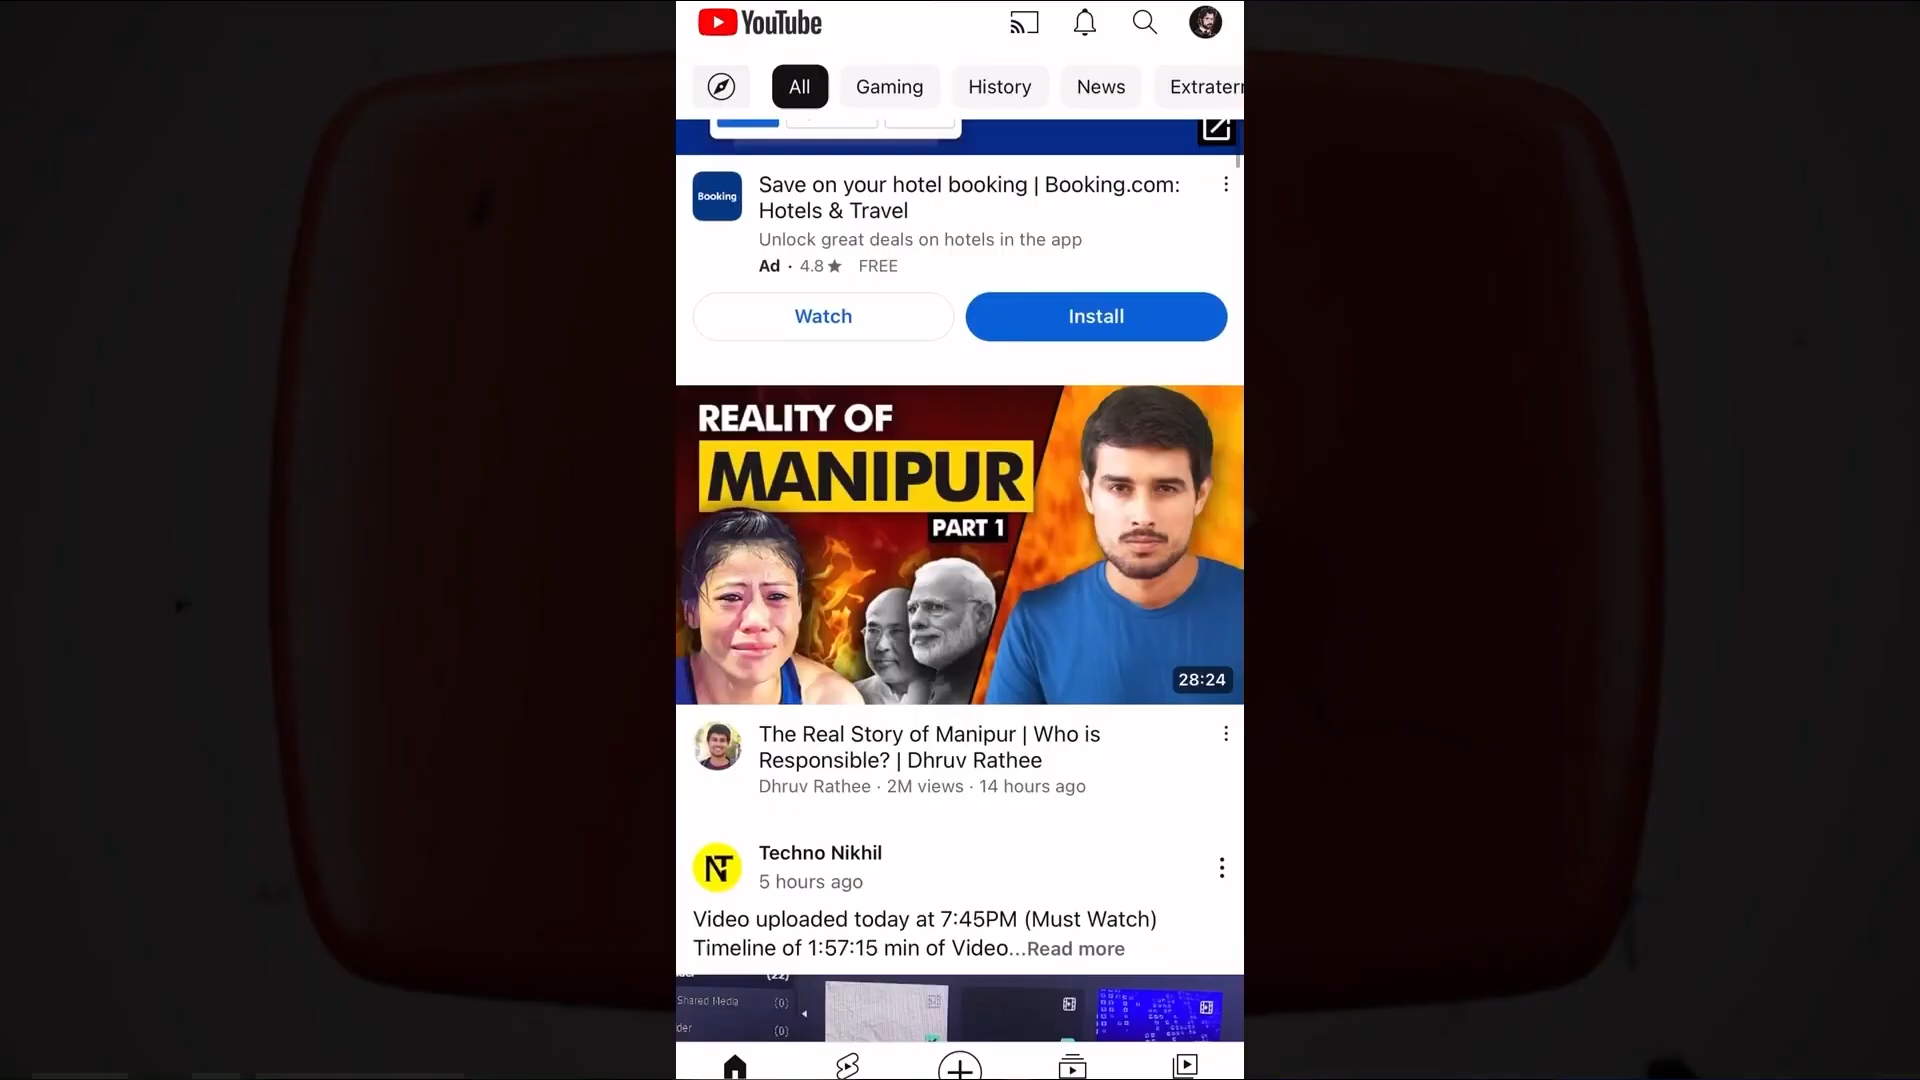 YouTube
All Gaming History News Extraterr
Booking
Save on your hotel booking | Booking.com:
Hotels & Travel
Unlock great deals on hotels in the app
Ad · 4.8★ FREE
Watch Install
REALITY OF
MANIPUR
PART 1
28:24
The Real Story of Manipur | Who is
Responsible? | Dhruv Rathee
Dhruv Rathee · 2M views · 14 hours ago
NT
Techno Nikhil
5 hours ago
Video uploaded today at 7:45PM (Must Watch)
Timeline of 1:57:15 min of Video...Read more
(22)
Shared Media (0)
der (0)